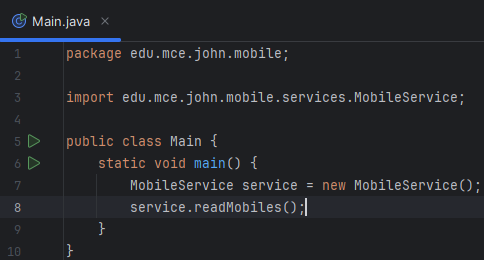 Main.java
1 package edu.mce.john.mobile;
2
3 import edu.mce.john.mobile.services.MobileService;
4
5 public class Main {
6 static void main() {
7 MobileService service = new MobileService();
8 service.readMobiles();
9 }
10 }